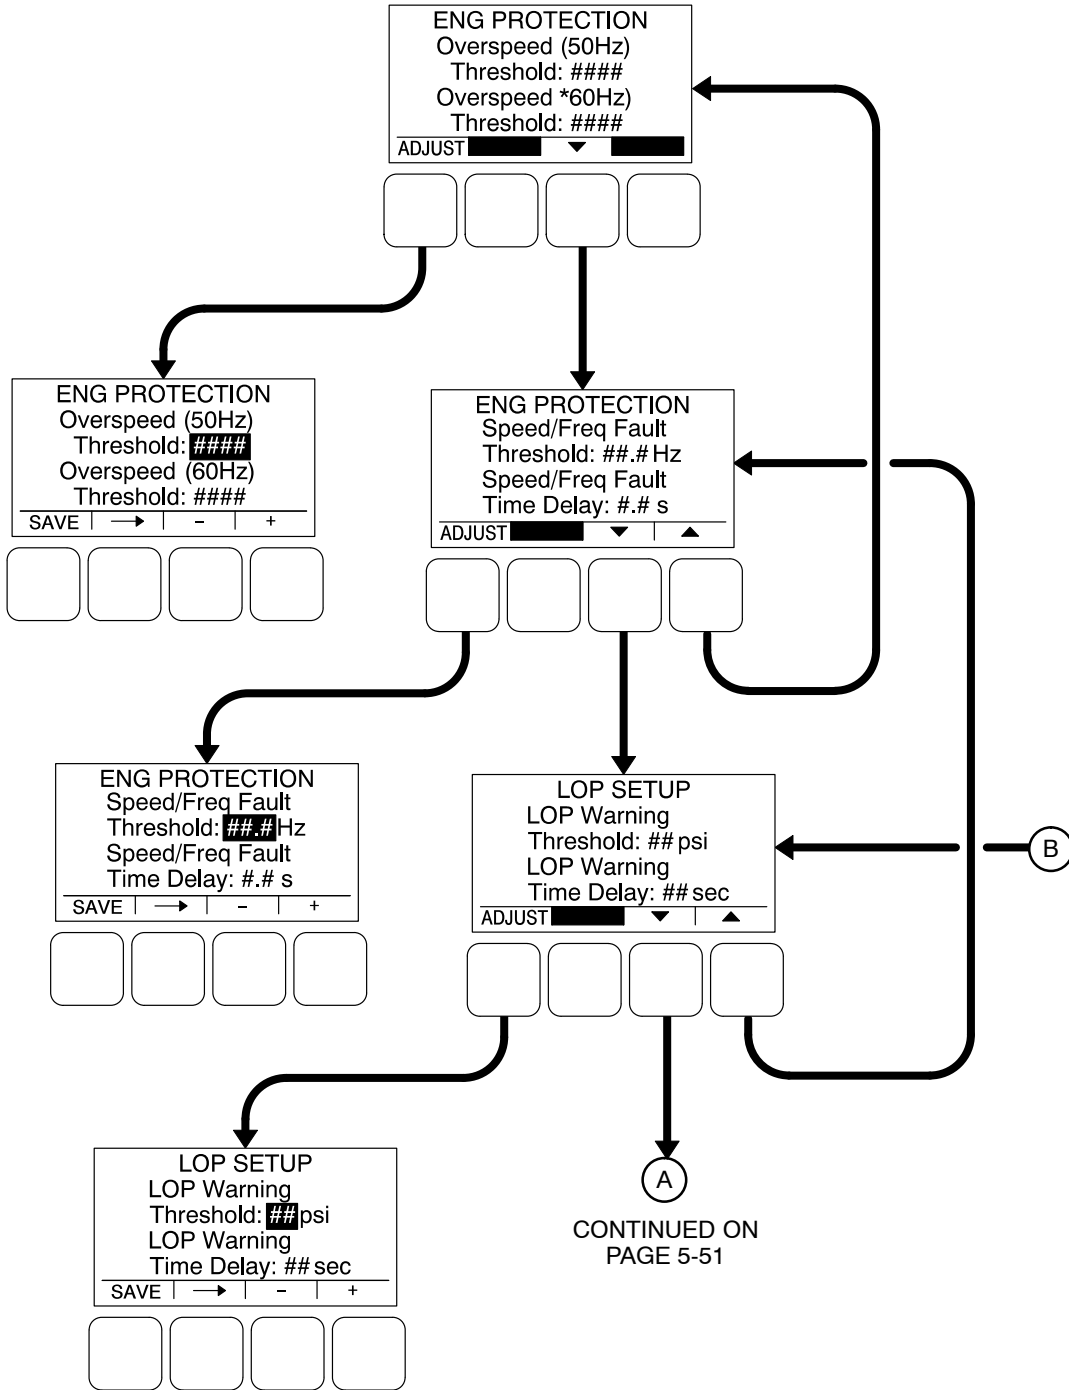 ENG PROTECTION
Overspeed (50Hz)
Threshold: ####
Overspeed *60Hz)
Threshold: ####
ADJUST ▼
ENG PROTECTION
Overspeed (50Hz)
Threshold: ####
Overspeed (60Hz)
Threshold: ####
SAVE → - +
ENG PROTECTION
Speed/Freq Fault
Threshold: ##.# Hz
Speed/Freq Fault
Time Delay: #.# s
ADJUST ▼ ▲
ENG PROTECTION
Speed/Freq Fault
Threshold: ##.# Hz
Speed/Freq Fault
Time Delay: #.# s
SAVE → - +
LOP SETUP
LOP Warning
Threshold: ## psi
LOP Warning
Time Delay: ## sec
ADJUST ▼ ▲
B
LOP SETUP
LOP Warning
Threshold: ## psi
LOP Warning
Time Delay: ## sec
SAVE → - +
A
CONTINUED ON
PAGE 5-51